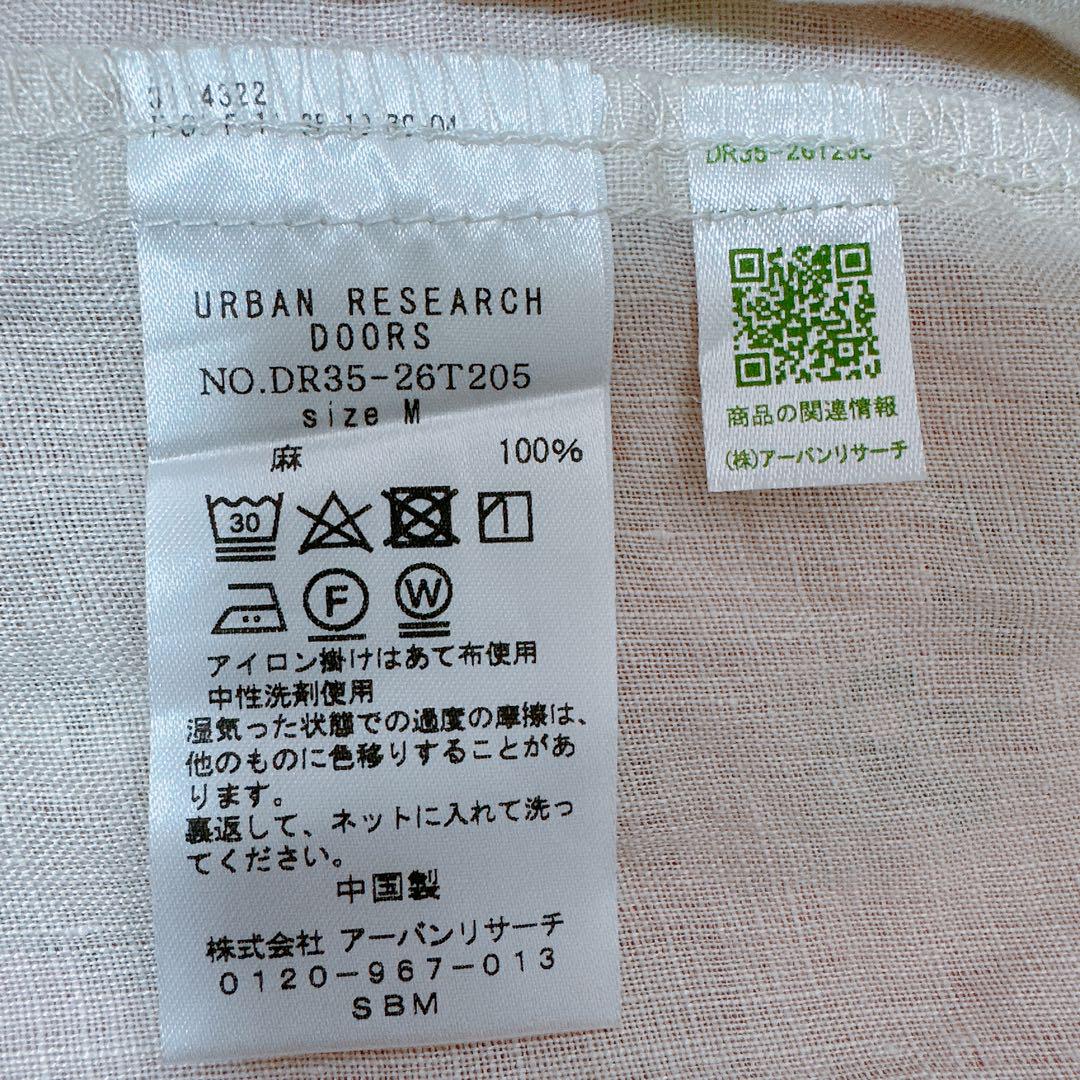 4322
URBAN RESEARCH
DOORS
NO.DR35-26T205
size M
麻 100%
30
F W
アイロン掛けはあて布使用
中性洗剤使用
湿気った状態での過度の摩擦は、
他のものに色移りすることがあ
ります。
裏返して、ネットに入れて洗っ
てください。
中国製
株式会社 アーバンリサーチ
0120-967-013
SBM
商品の関連情報
(株)アーバンリサーチ